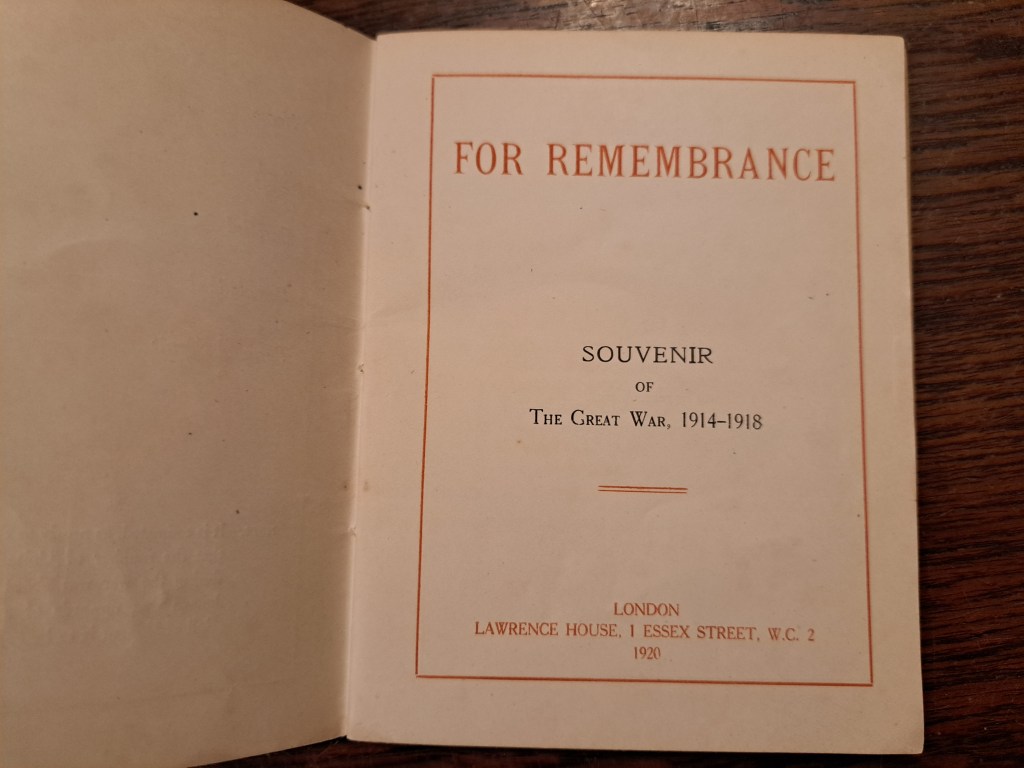 FOR REMEMBRANCE
SOUVENIR
OF
THE GREAT WAR, 1914–1918
LONDON
LAWRENCE HOUSE, 1 ESSEX STREET, W.C. 2
1920